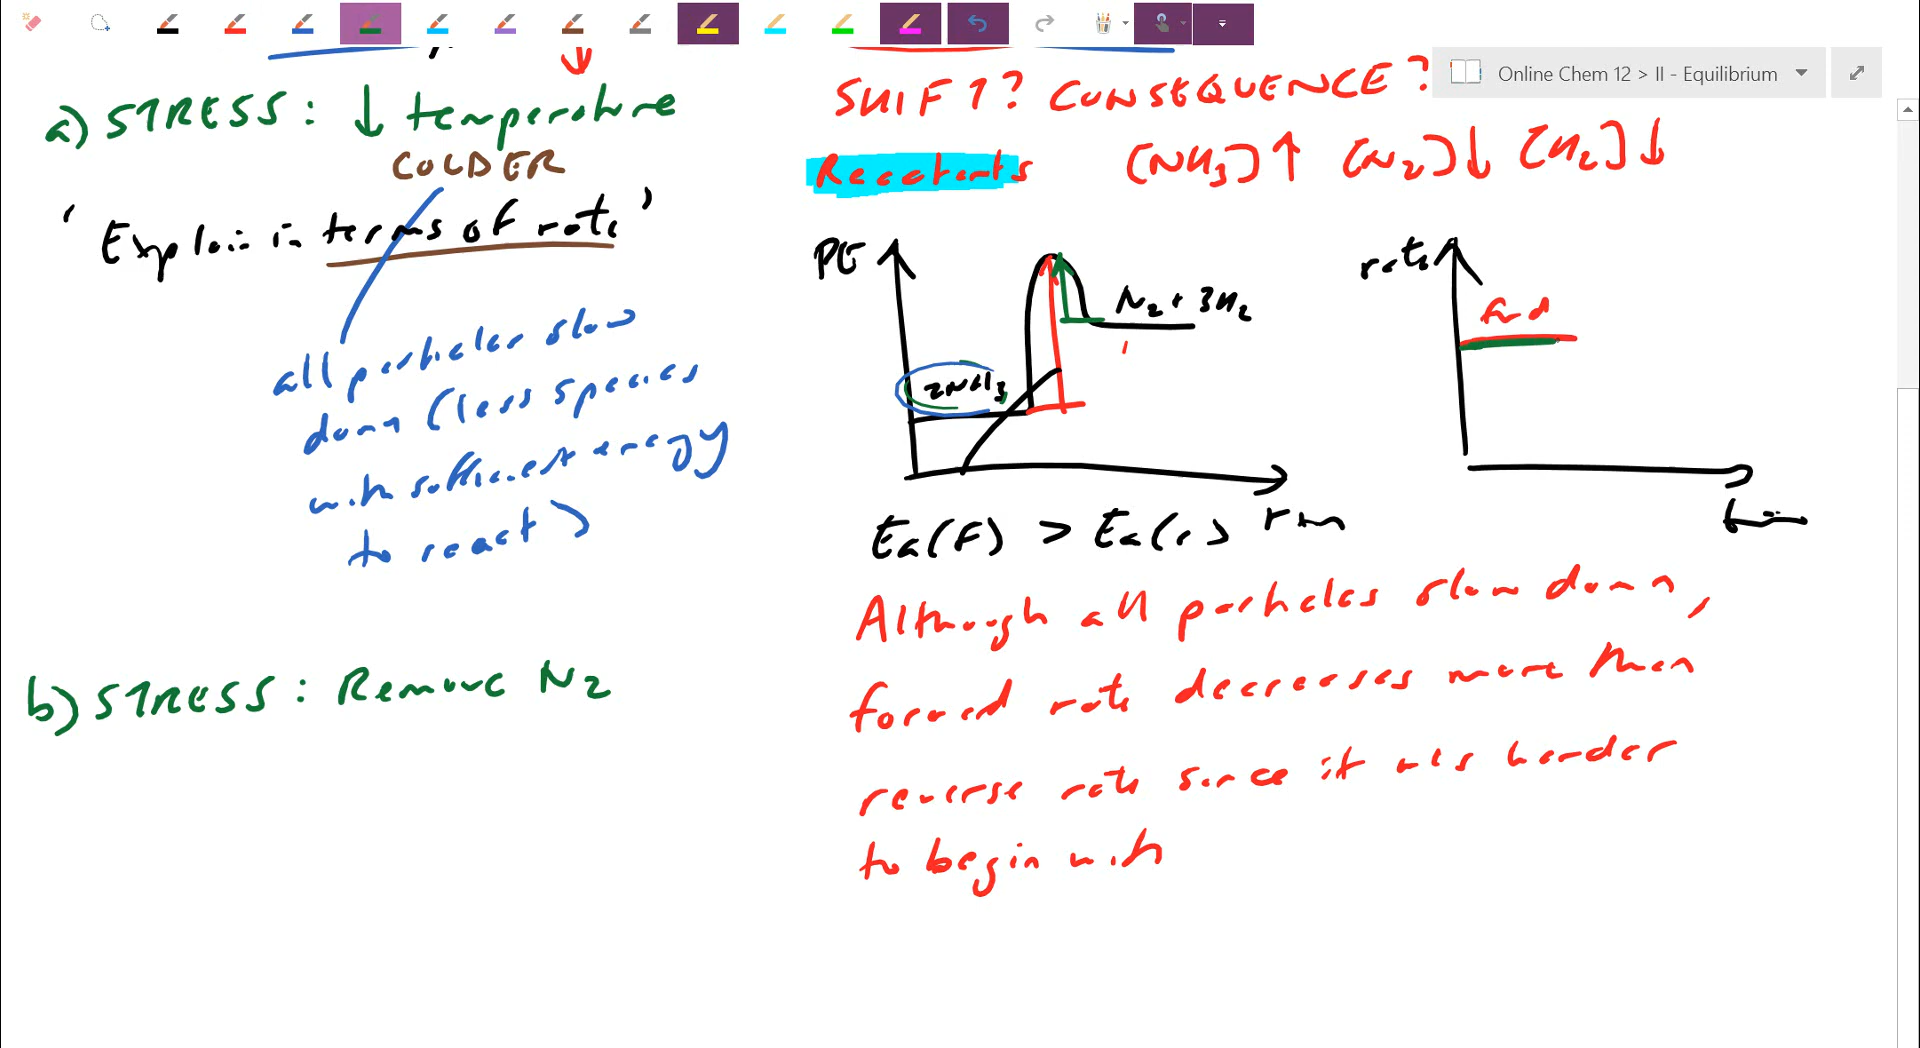 Online Chem 12 > II - Equilibrium
a) STRESS: ↓ temperature
COLDER
SHIFT? CONSEQUENCE?
Reactants [NH3]↑ [N2]↓ [H2]↓
'Explain in terms of rate'
all particles slow
down (less species
with sufficient energy
to react)
PE
N2 + 3H2
2NH3
rxn
rate
fwd
time
Ea(F) > Ea(r)
Although all particles slow down,
forward rate decreases more than
reverse rate since it was harder
to begin with
b) STRESS: Remove N2